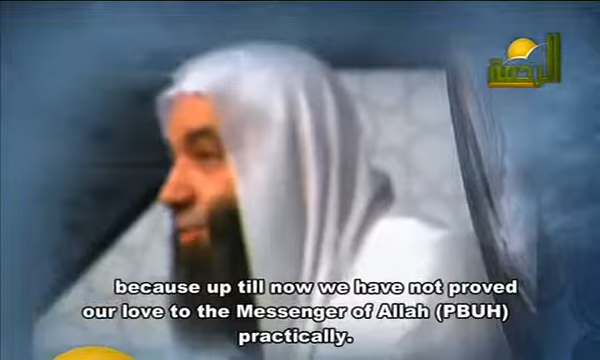 الرحمة
because up till now we have not proved
our love to the Messenger of Allah (PBUH)
practically.